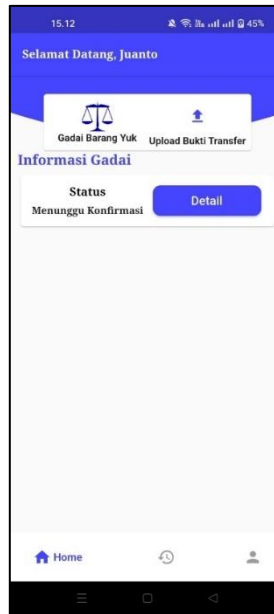 15.12
45%
Selamat Datang, Juanto
Gadai Barang Yuk
Upload Bukti Transfer
Informasi Gadai
Status
Menunggu Konfirmasi
Detail
Home